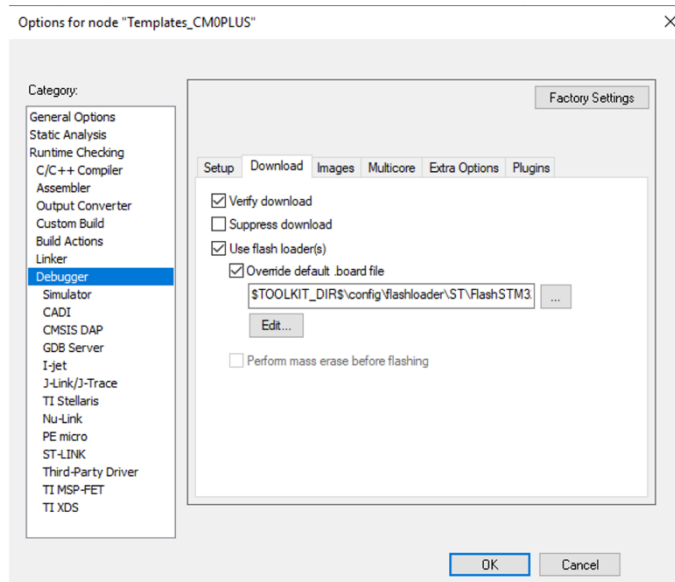 Options for node "Templates_CM0PLUS"
Category:
General Options
Static Analysis
Runtime Checking
C/C++ Compiler
Assembler
Output Converter
Custom Build
Build Actions
Linker
Debugger
Simulator
CADI
CMSIS DAP
GDB Server
I-jet
J-Link/J-Trace
TI Stellaris
Nu-Link
PE micro
ST-LINK
Third-Party Driver
TI MSP-FET
TI XDS
Factory Settings
Setup Download Images Multicore Extra Options Plugins
Verify download
Suppress download
Use flash loader(s)
Override default .board file
$TOOLKIT_DIR$\config\flashloader\ST\FlashSTM3. ...
Edit...
Perform mass erase before flashing
OK Cancel